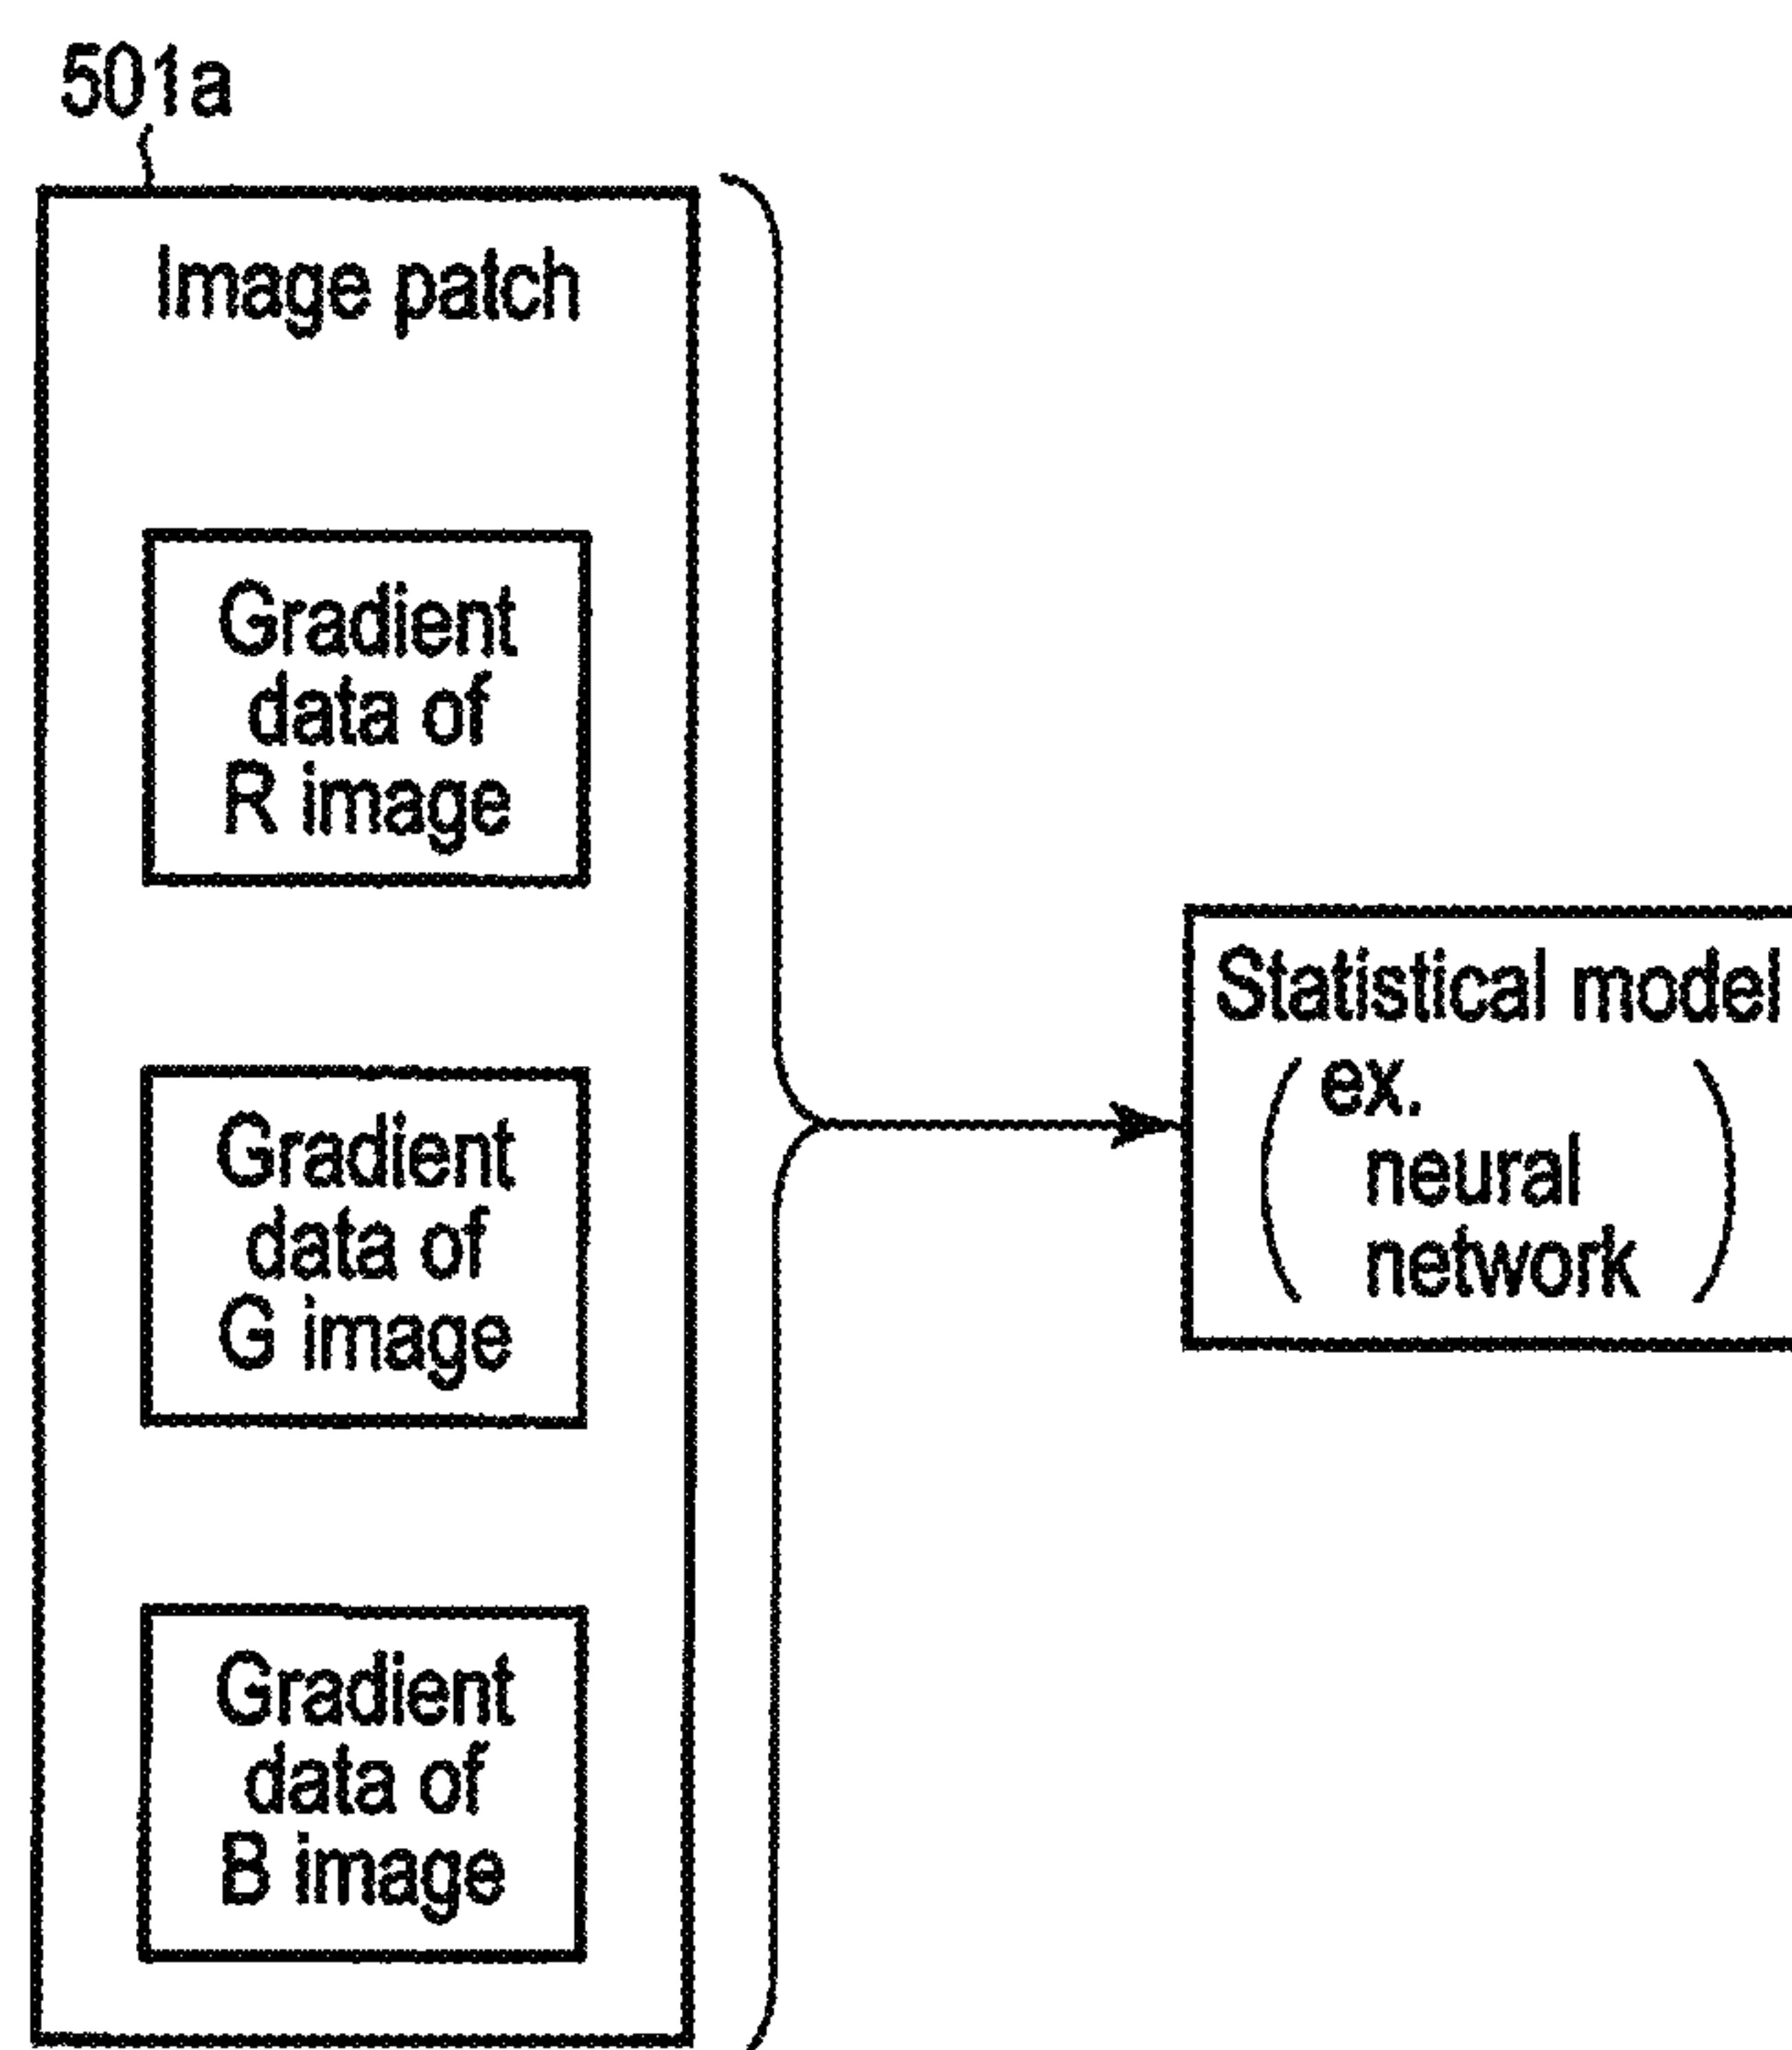 501a
Image patch
Gradient
data of
R image
Gradient
data of
G image
Gradient
data of
B image
Statistical model
ex.
neural
network